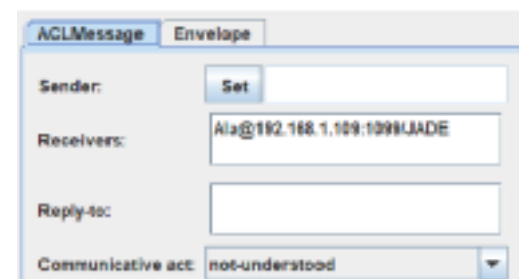 ACLMessage Envelope
Sender: Set
Receivers: Ala@192.168.1.109:1099/JADE
Reply-to:
Communicative act: not-understood